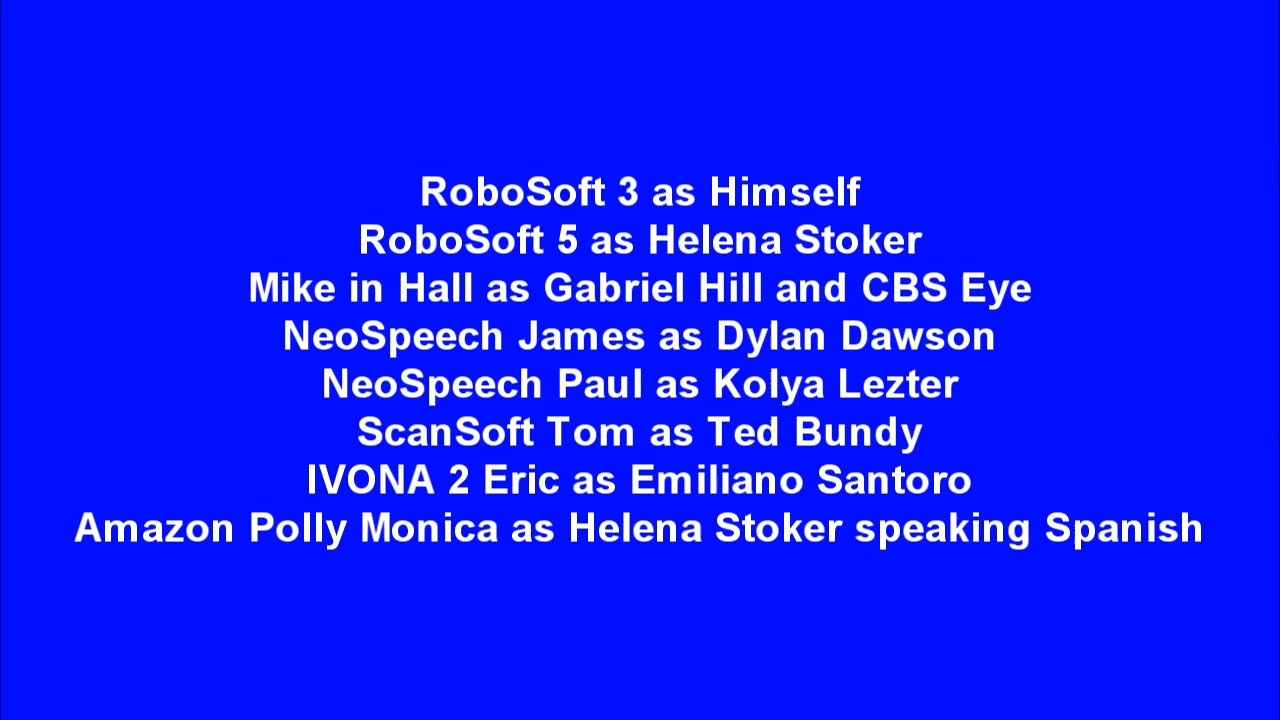 RoboSoft 3 as Himself
RoboSoft 5 as Helena Stoker
Mike in Hall as Gabriel Hill and CBS Eye
NeoSpeech James as Dylan Dawson
NeoSpeech Paul as Kolya Lezter
ScanSoft Tom as Ted Bundy
IVONA 2 Eric as Emiliano Santoro
Amazon Polly Monica as Helena Stoker speaking Spanish